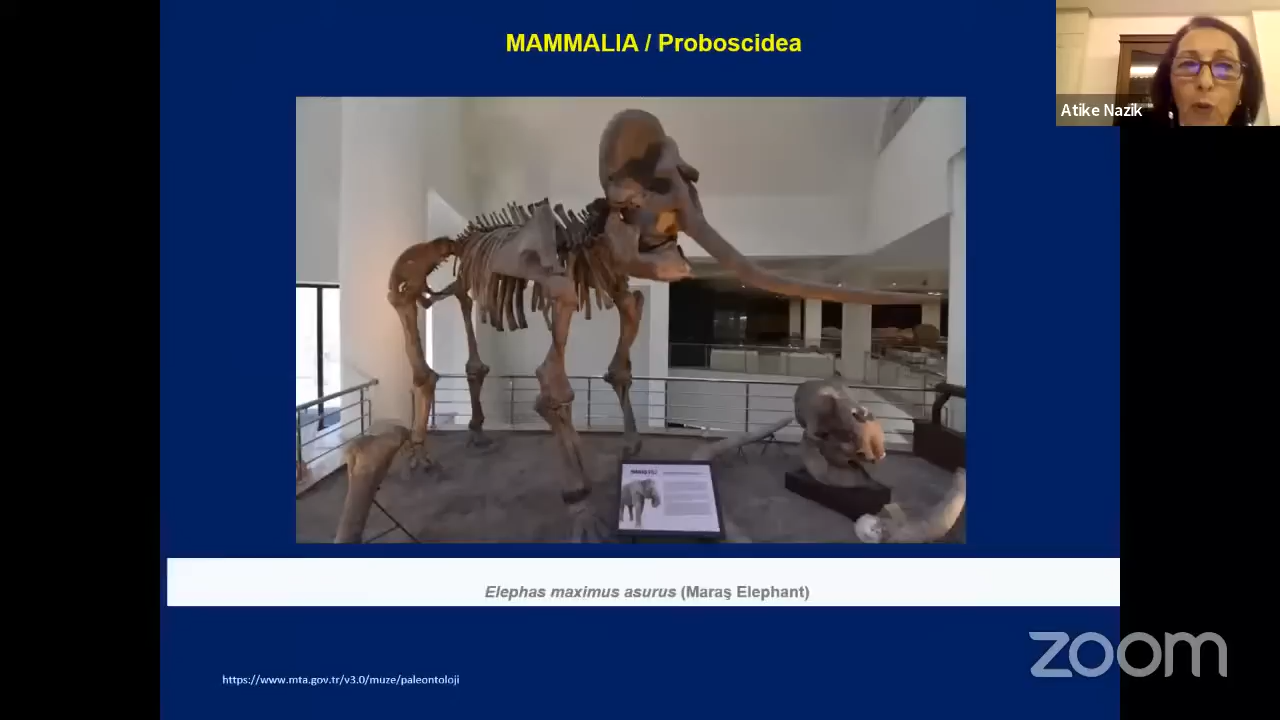 MAMMALIA / Proboscidea
Atike Nazik
Elephas maximus asurus (Maraş Elephant)
zoom
https://www.mta.gov.tr/v3.0/muze/paleontoloji